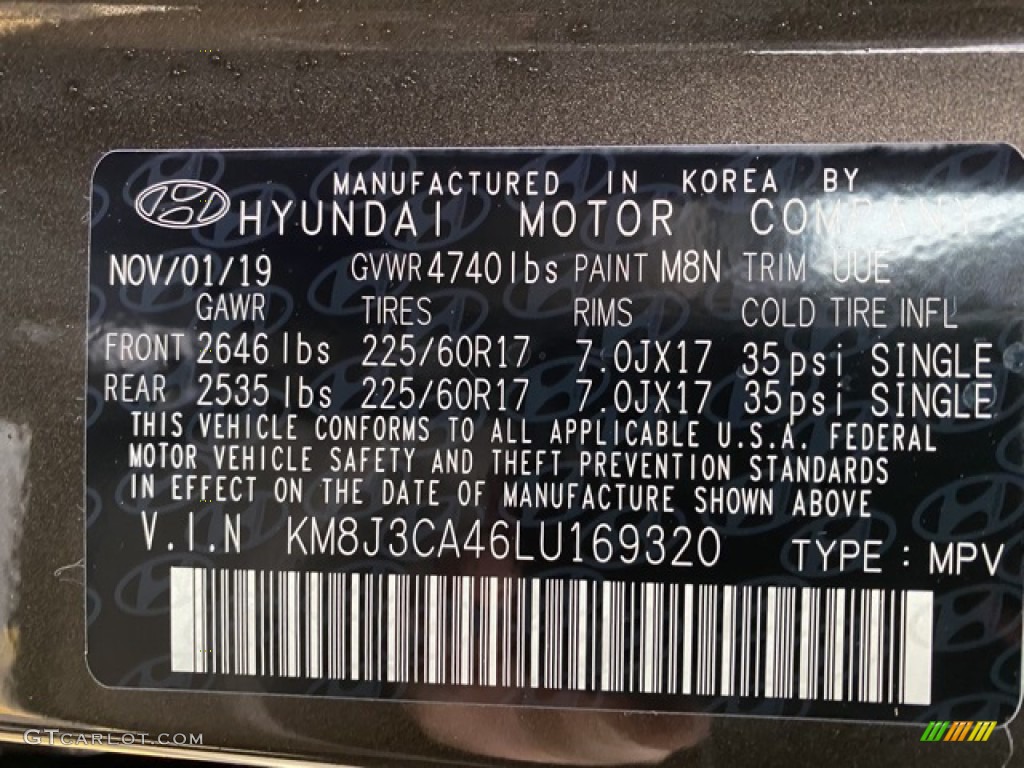 MANUFACTURED IN KOREA BY
HYUNDAI MOTOR COMPANY
NOV/01/19 GVWR 4740lbs PAINT M8N TRIM UUE
GAWR TIRES RIMS COLD TIRE INFL
FRONT 2646 lbs 225/60R17 7.0JX17 35psi SINGLE
REAR 2535 lbs 225/60R17 7.0JX17 35psi SINGLE
THIS VEHICLE CONFORMS TO ALL APPLICABLE U.S.A. FEDERAL
MOTOR VEHICLE SAFETY AND THEFT PREVENTION STANDARDS
IN EFFECT ON THE DATE OF MANUFACTURE SHOWN ABOVE
V.I.N KM8J3CA46LU169320 TYPE : MPV
GTCARLOT.COM